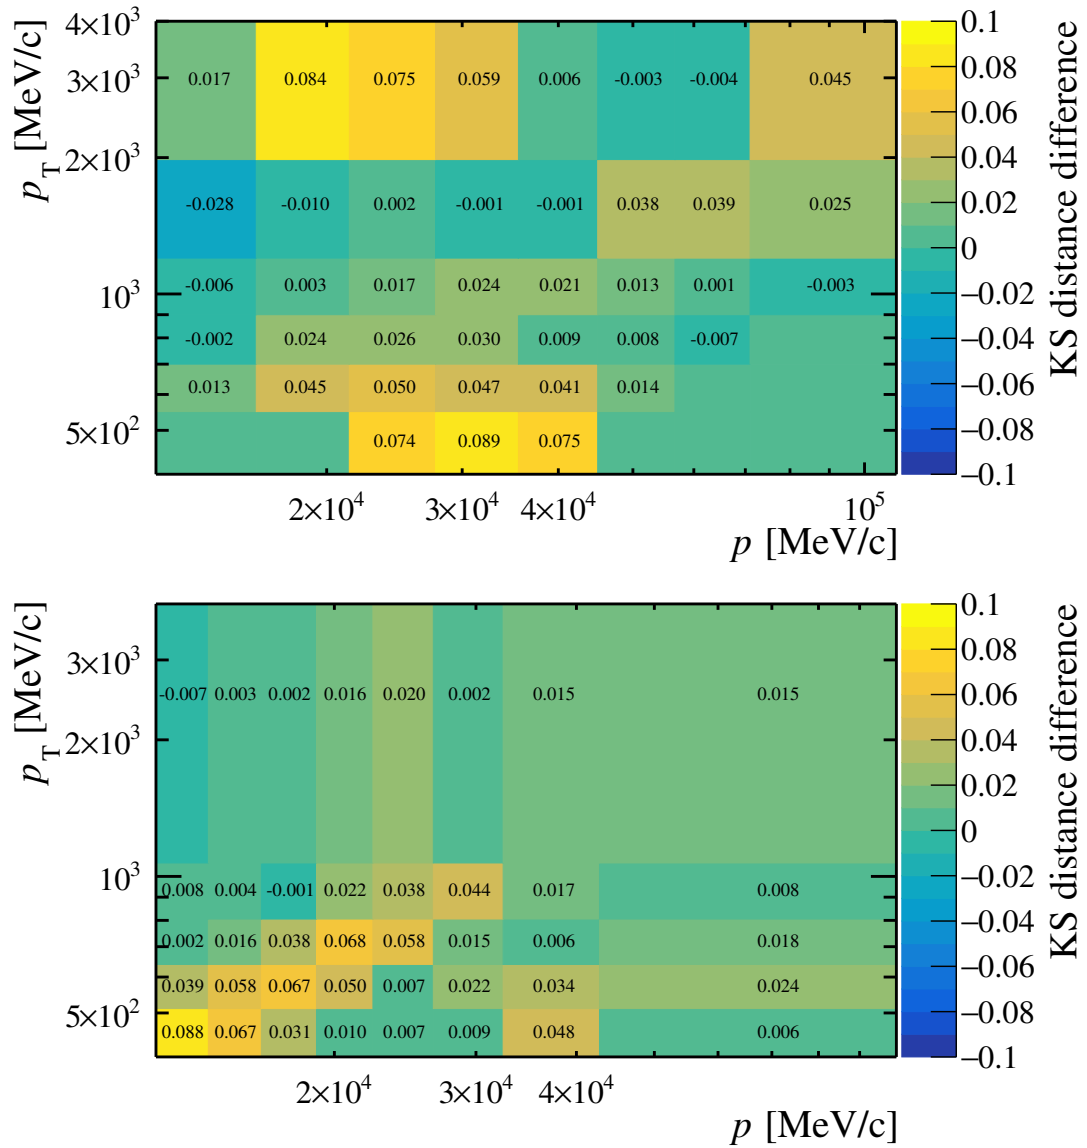 4×10³
3×10³
2×10³
10³
5×10²
p_T [MeV/c]
0.017 0.084 0.075 0.059 0.006 -0.003 -0.004 0.045
-0.028 -0.010 0.002 -0.001 -0.001 0.038 0.039 0.025
-0.006 0.003 0.017 0.024 0.021 0.013 0.001 -0.003
-0.002 0.024 0.026 0.030 0.009 0.008 -0.007
0.013 0.045 0.050 0.047 0.041 0.014
0.074 0.089 0.075
2×10⁴ 3×10⁴ 4×10⁴ 10⁵
p [MeV/c]
0.1
0.08
0.06
0.04
0.02
0
−0.02
−0.04
−0.06
−0.08
−0.1
KS distance difference
3×10³
2×10³
10³
5×10²
p_T [MeV/c]
-0.007 0.003 0.002 0.016 0.020 0.002 0.015 0.015
0.008 0.004 -0.001 0.022 0.038 0.044 0.017 0.008
0.002 0.016 0.038 0.068 0.058 0.015 0.006 0.018
0.039 0.058 0.067 0.050 0.007 0.022 0.034 0.024
0.088 0.067 0.031 0.010 0.007 0.009 0.048 0.006
2×10⁴ 3×10⁴ 4×10⁴
p [MeV/c]
0.1
0.08
0.06
0.04
0.02
0
−0.02
−0.04
−0.06
−0.08
−0.1
KS distance difference